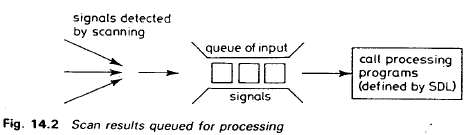 signals detected
by scanning
queue of input
signals
call processing
programs
(defined by SDL)
Fig. 14.2 Scan results queued for processing